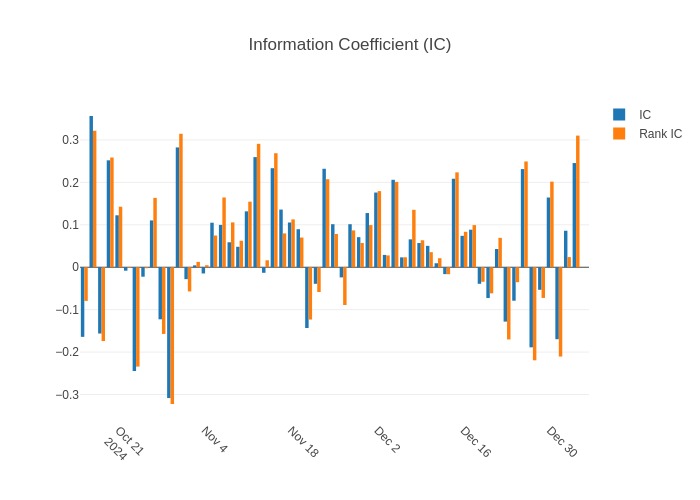 Information Coefficient (IC)
IC
Rank IC
0.3
0.2
0.1
0
−0.1
−0.2
−0.3
Oct 21
2024
Nov 4
Nov 18
Dec 2
Dec 16
Dec 30